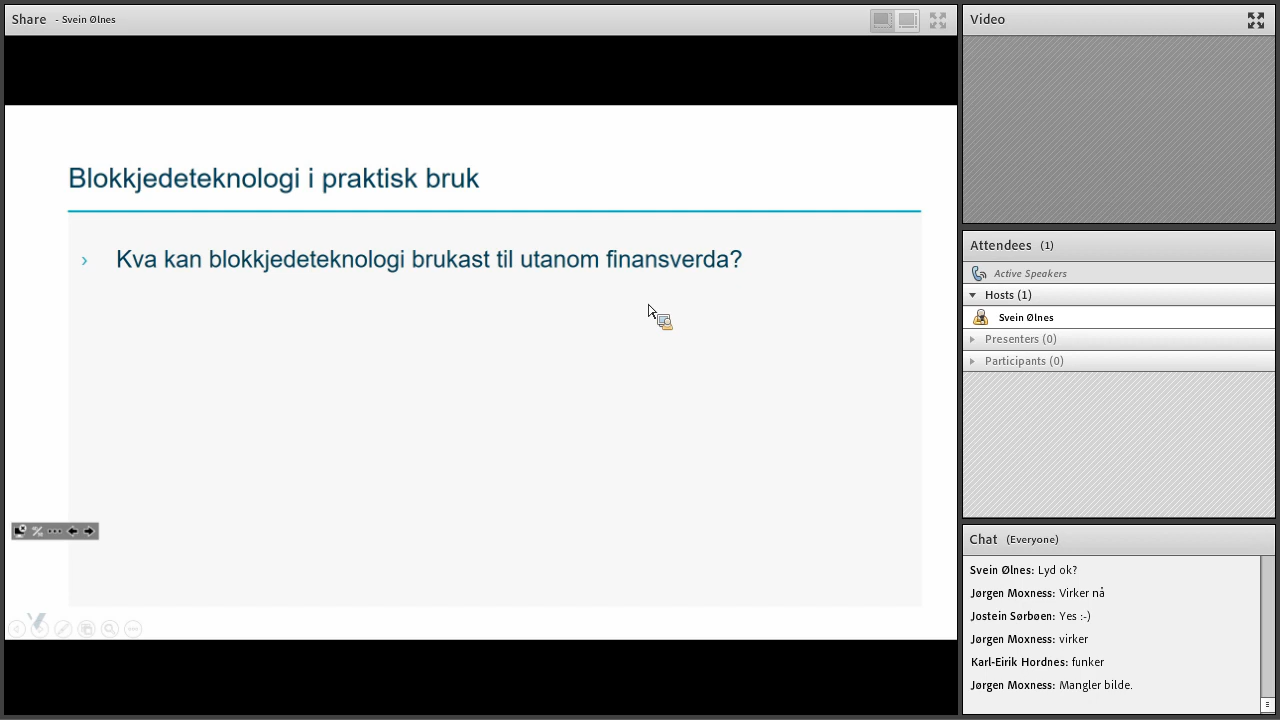 Share - Svein Ølnes
Blokkjedeteknologi i praktisk bruk
› Kva kan blokkjedeteknologi brukast til utanom finansverda?
Video
Attendees (1)
Active Speakers
Hosts (1)
Svein Ølnes
Presenters (0)
Participants (0)
Chat (Everyone)
Svein Ølnes: Lyd ok?
Jørgen Moxness: Virker nå
Jostein Sørbøen: Yes :-)
Jørgen Moxness: virker
Karl-Eirik Hordnes: funker
Jørgen Moxness: Mangler bilde.